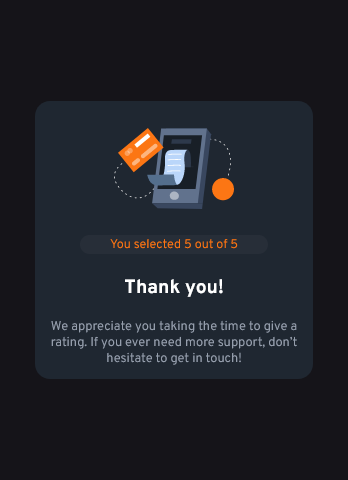 You selected 5 out of 5
Thank you!
We appreciate you taking the time to give a
rating. If you ever need more support, don't
hesitate to get in touch!